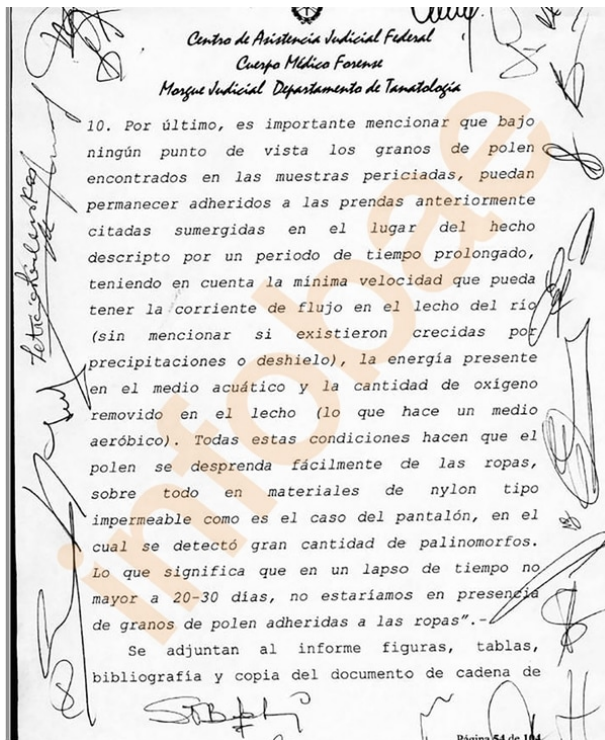 Centro de Asistencia Judicial Federal
Cuerpo Médico Forense
Morgue Judicial Departamento de Tanatología
10. Por último, es importante mencionar que bajo
ningún punto de vista los granos de polen
encontrados en las muestras periciadas, puedan
permanecer adheridos a las prendas anteriormente
citadas sumergidas en el lugar del hecho
descripto por un periodo de tiempo prolongado,
teniendo en cuenta la mínima velocidad que pueda
tener la corriente de flujo en el lecho del río
(sin mencionar si existieron crecidas por
precipitaciones o deshielo), la energía presente
en el medio acuático y la cantidad de oxígeno
removido en el lecho (lo que hace un medio
aeróbico). Todas estas condiciones hacen que el
polen se desprenda fácilmente de las ropas,
sobre todo en materiales de nylon tipo
impermeable como es el caso del pantalón, en el
cual se detectó gran cantidad de palinomorfos.
Lo que significa que en un lapso de tiempo no
mayor a 20-30 días, no estaríamos en presencia
de granos de polen adheridas a las ropas".-
Se adjuntan al informe figuras, tablas,
bibliografía y copia del documento de cadena de
Página 54 de 104
infobae